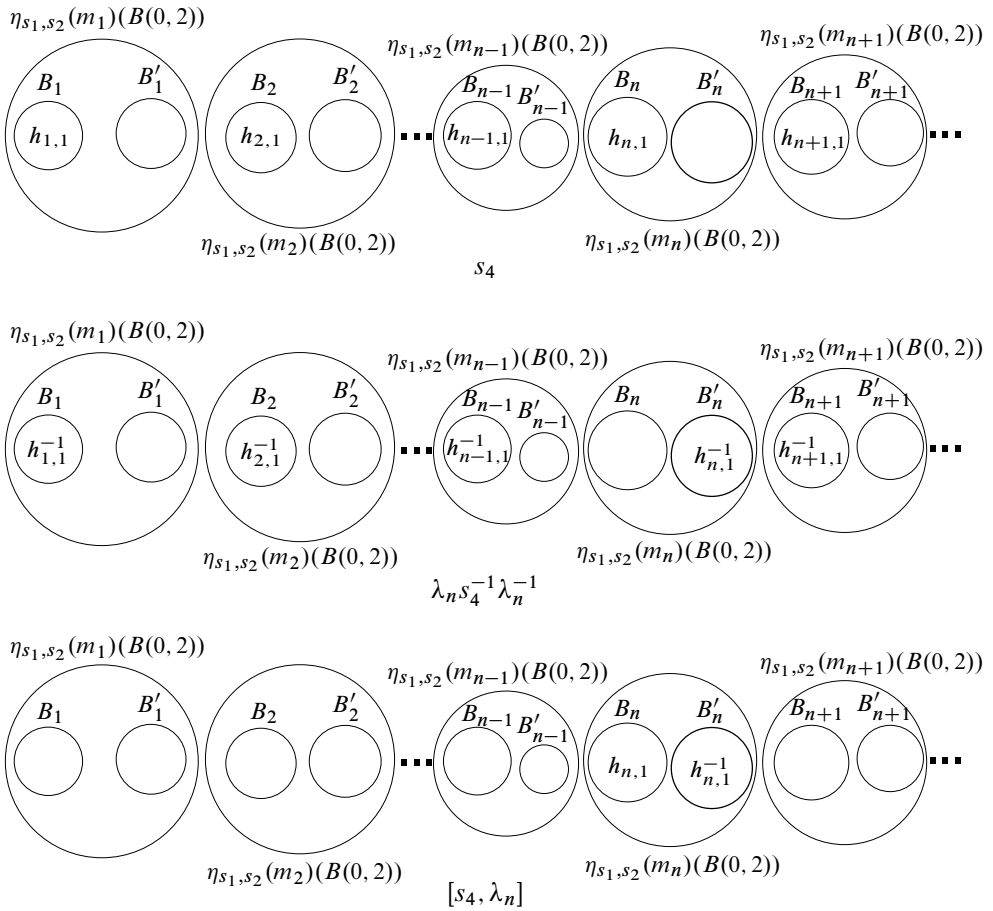 η_{s_1,s_2}(m_1)(B(0,2))
η_{s_1,s_2}(m_{n−1})(B(0,2))
η_{s_1,s_2}(m_{n+1})(B(0,2))
B_1 B′_1 B_2 B′_2 B_{n−1} B′_{n−1} B_n B′_n B_{n+1} B′_{n+1}
h_{1,1} h_{2,1} ... h_{n−1,1} h_{n,1} h_{n+1,1} ...
η_{s_1,s_2}(m_2)(B(0,2)) η_{s_1,s_2}(m_n)(B(0,2))
s_4
η_{s_1,s_2}(m_1)(B(0,2))
η_{s_1,s_2}(m_{n−1})(B(0,2))
η_{s_1,s_2}(m_{n+1})(B(0,2))
B_1 B′_1 B_2 B′_2 B_{n−1} B′_{n−1} B_n B′_n B_{n+1} B′_{n+1}
h_{1,1}^{−1} h_{2,1}^{−1} ... h_{n−1,1}^{−1} h_{n,1}^{−1} h_{n+1,1}^{−1} ...
η_{s_1,s_2}(m_2)(B(0,2)) η_{s_1,s_2}(m_n)(B(0,2))
λ_n s_4^{−1} λ_n^{−1}
η_{s_1,s_2}(m_1)(B(0,2))
η_{s_1,s_2}(m_{n−1})(B(0,2))
η_{s_1,s_2}(m_{n+1})(B(0,2))
B_1 B′_1 B_2 B′_2 B_{n−1} B′_{n−1} B_n B′_n B_{n+1} B′_{n+1}
... h_{n,1} h_{n,1}^{−1} ...
η_{s_1,s_2}(m_2)(B(0,2)) η_{s_1,s_2}(m_n)(B(0,2))
[s_4, λ_n]